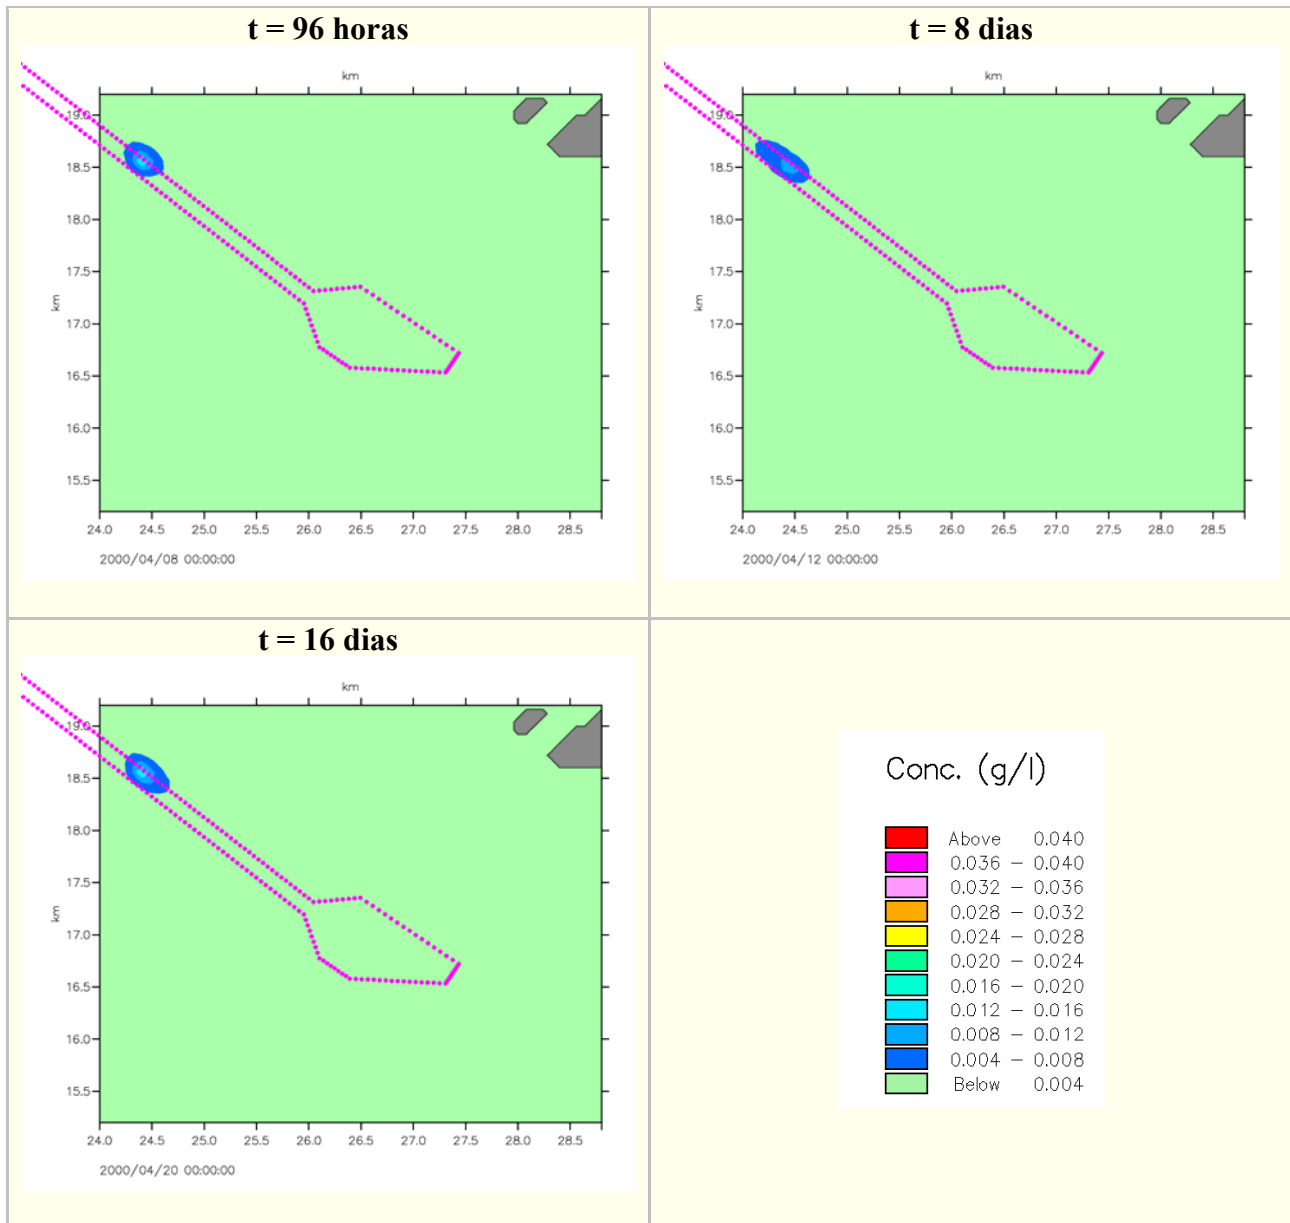 t = 96 horas
km
19.0
18.5
18.0
17.5
km
17.0
16.5
16.0
15.5
24.0 24.5 25.0 25.5 26.0 26.5 27.0 27.5 28.0 28.5
2000/04/08 00:00:00
t = 8 dias
km
19.0
18.5
18.0
17.5
km
17.0
16.5
16.0
15.5
24.0 24.5 25.0 25.5 26.0 26.5 27.0 27.5 28.0 28.5
2000/04/12 00:00:00
t = 16 dias
km
19.0
18.5
18.0
17.5
km
17.0
16.5
16.0
15.5
24.0 24.5 25.0 25.5 26.0 26.5 27.0 27.5 28.0 28.5
2000/04/20 00:00:00
Conc. (g/l)
Above 0.040
0.036 – 0.040
0.032 – 0.036
0.028 – 0.032
0.024 – 0.028
0.020 – 0.024
0.016 – 0.020
0.012 – 0.016
0.008 – 0.012
0.004 – 0.008
Below 0.004